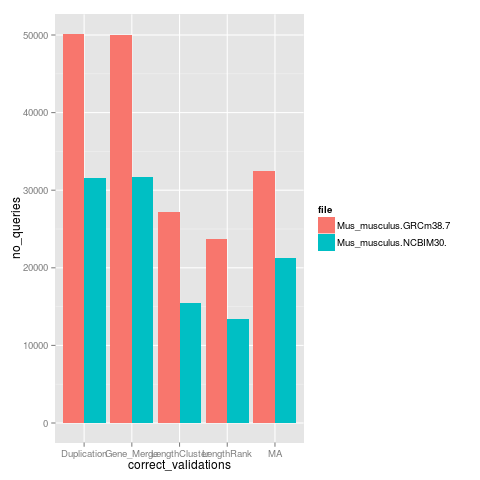 50000
40000
30000
20000
10000
0
no_queries
Duplication Gene_Merge LengthCluster LengthRank MA
correct_validations
file
Mus_musculus.GRCm38.7
Mus_musculus.NCBIM30.